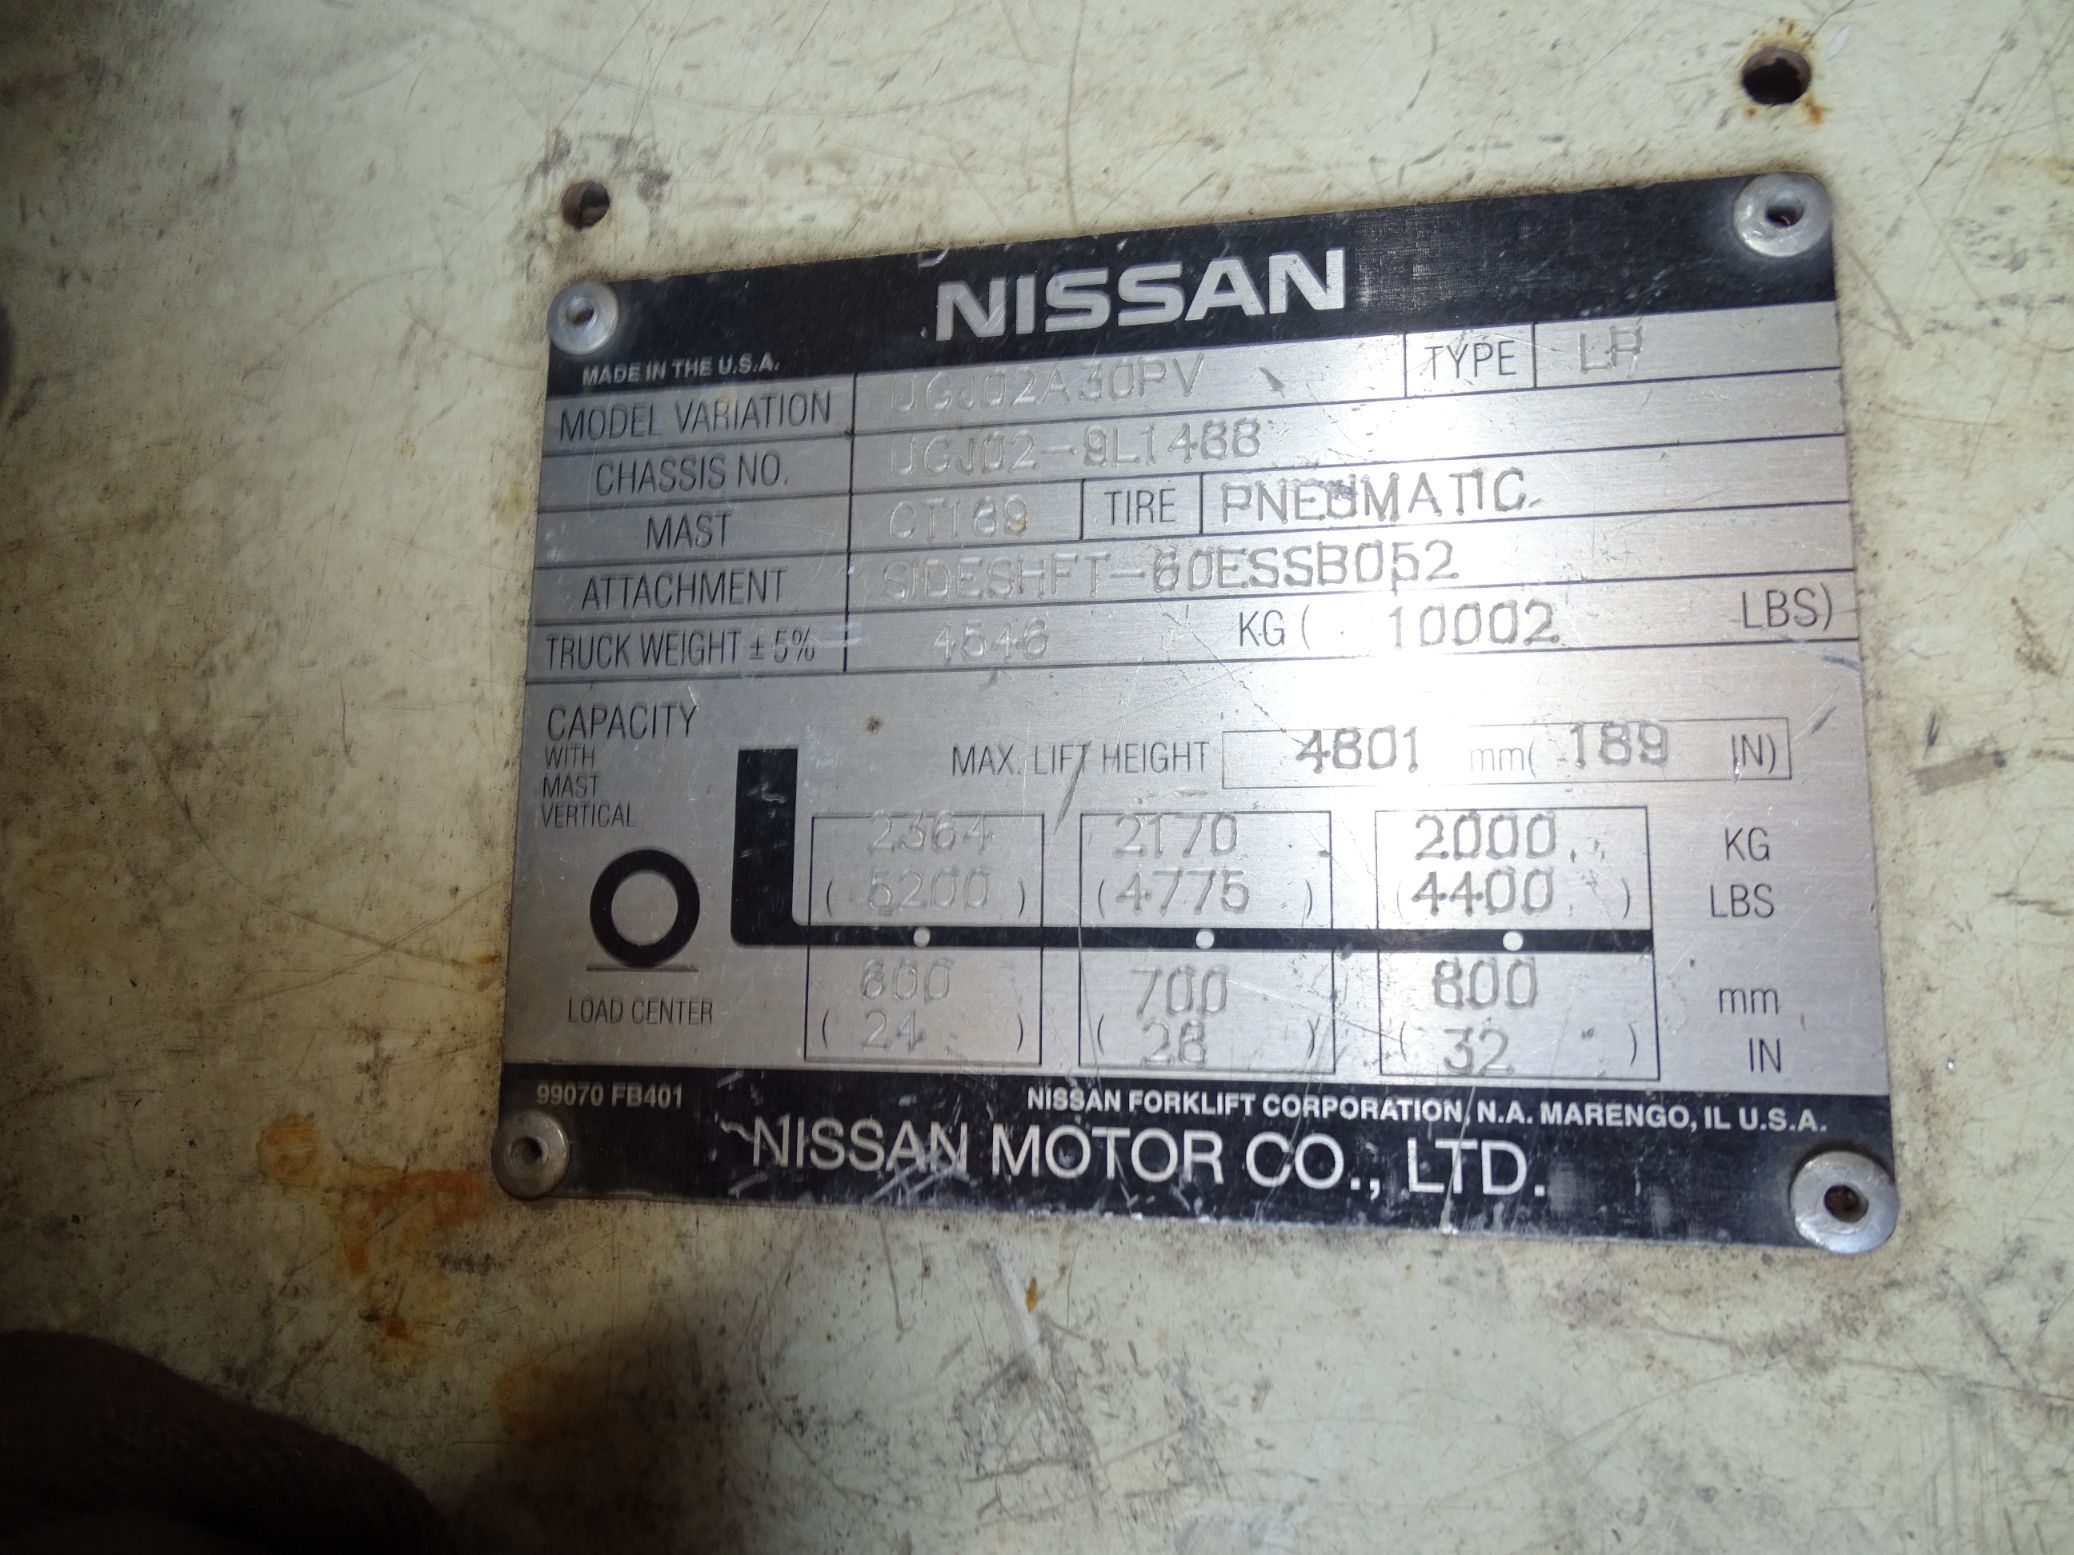 NISSAN
MADE IN THE U.S.A.
MODEL VARIATION UGJ02A30PV TYPE LP
CHASSIS NO. UGJ02-9L1488
MAST CT189 TIRE PNEUMATIC
ATTACHMENT SIDESHFT-60ESSB052
TRUCK WEIGHT ± 5% 4546 KG ( 10002 LBS)
CAPACITY
WITH
MAST
VERTICAL
MAX. LIFT HEIGHT 4801 mm( 189 IN)
2364 2170 2000 KG
( 5200 ) ( 4775 ) ( 4400 ) LBS
600 700 800 mm
LOAD CENTER ( 24 ) ( 28 ) ( 32 ) IN
99070 FB401 NISSAN FORKLIFT CORPORATION, N.A. MARENGO, IL U.S.A.
NISSAN MOTOR CO., LTD.